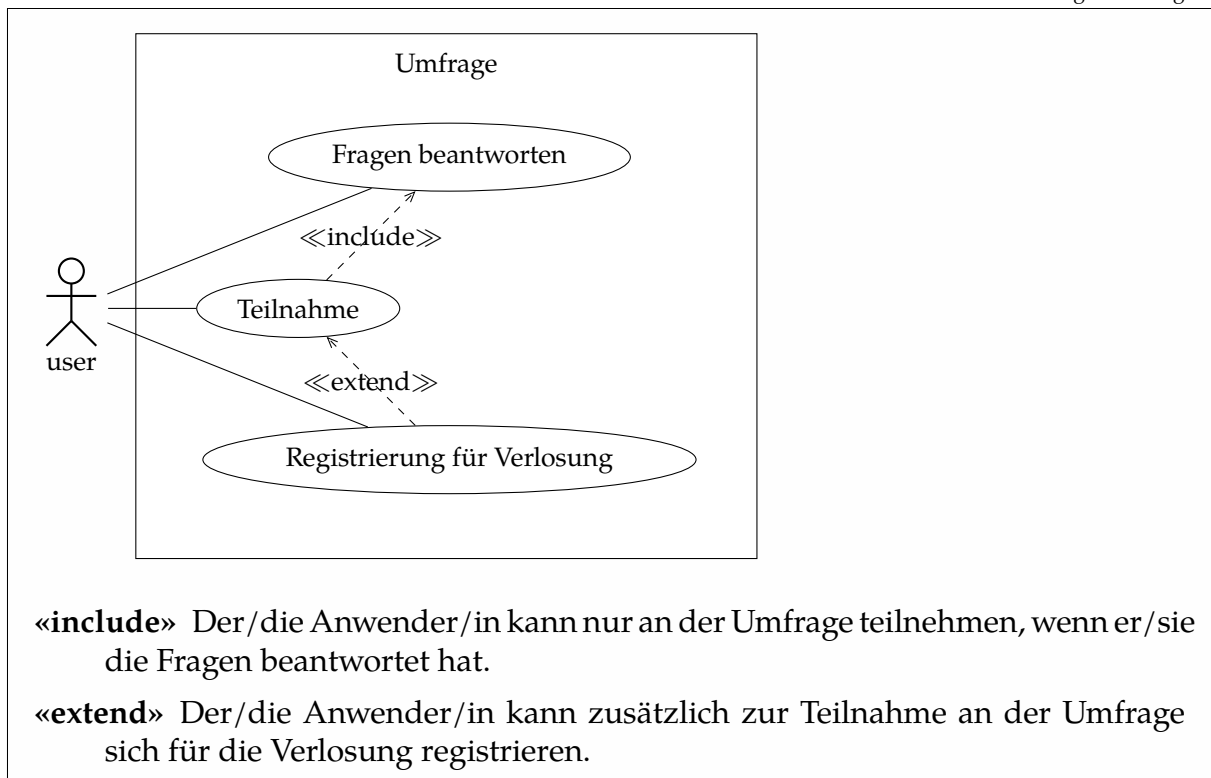 Umfrage
Fragen beantworten
≪include≫
Teilnahme
user
≪extend≫
Registrierung für Verlosung
«include» Der/die Anwender/in kann nur an der Umfrage teilnehmen, wenn er/sie
die Fragen beantwortet hat.
«extend» Der/die Anwender/in kann zusätzlich zur Teilnahme an der Umfrage
sich für die Verlosung registrieren.